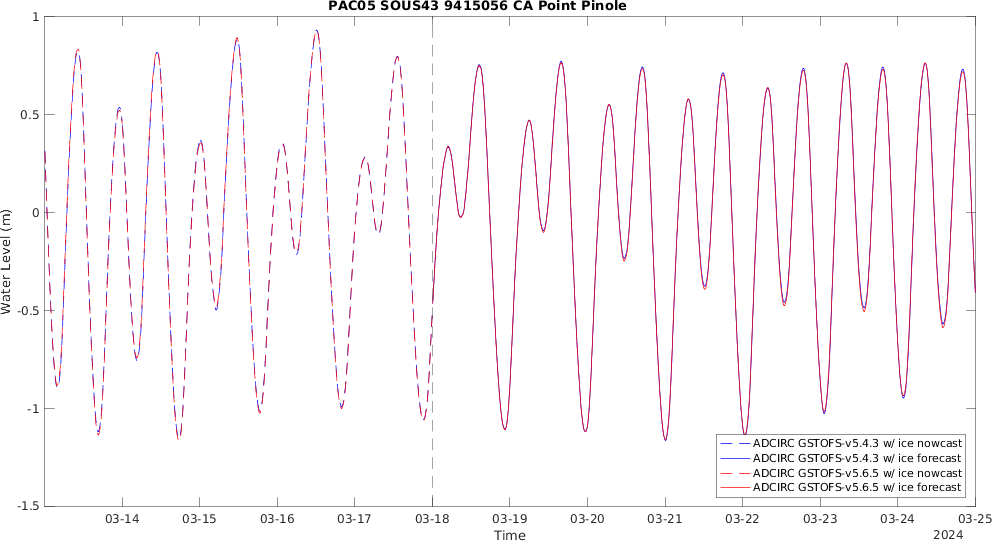 PAC05 SOUS43 9415056 CA Point Pinole
Water Level (m)
1
0.5
0
-0.5
-1
-1.5
03-14 03-15 03-16 03-17 03-18 03-19 03-20 03-21 03-22 03-23 03-24 03-25
Time
2024
ADCIRC GSTOFS-v5.4.3 w/ ice nowcast
ADCIRC GSTOFS-v5.4.3 w/ ice forecast
ADCIRC GSTOFS-v5.6.5 w/ ice nowcast
ADCIRC GSTOFS-v5.6.5 w/ ice forecast